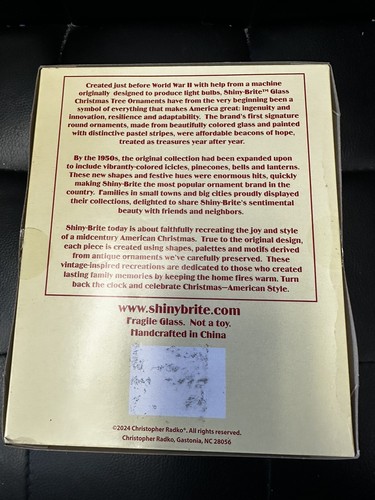 Created just before World War II with help from a machine
originally designed to produce light bulbs, Shiny-Brite™ Glass
Christmas Tree Ornaments have from the very beginning been a
symbol of everything that makes America great: ingenuity and
innovation, resilience and adaptability. The brand's first signature
round ornaments, made from beautifully colored glass and painted
with distinctive pastel stripes, were affordable beacons of hope,
treated as treasures year after year.
By the 1950s, the original collection had been expanded upon
to include vibrantly-colored icicles, pinecones, bells and lanterns.
These new shapes and festive hues were enormous hits, quickly
making Shiny-Brite the most popular ornament brand in the
country. Families in small towns and big cities proudly displayed
their collections, delighted to share Shiny-Brite's sentimental
beauty with friends and neighbors.
Shiny-Brite today is about faithfully recreating the joy and style
of a midcentury American Christmas. True to the original design,
each piece is created using shapes, palettes and motifs derived
from antique ornaments we've carefully preserved. These
vintage-inspired recreations are dedicated to those who created
lasting family memories by keeping the home fires warm. Turn
back the clock and celebrate Christmas—American Style.
www.shinybrite.com
Fragile Glass. Not a toy.
Handcrafted in China
©2024 Christopher Radko®. All rights reserved.
Christopher Radko, Gastonia, NC 28056